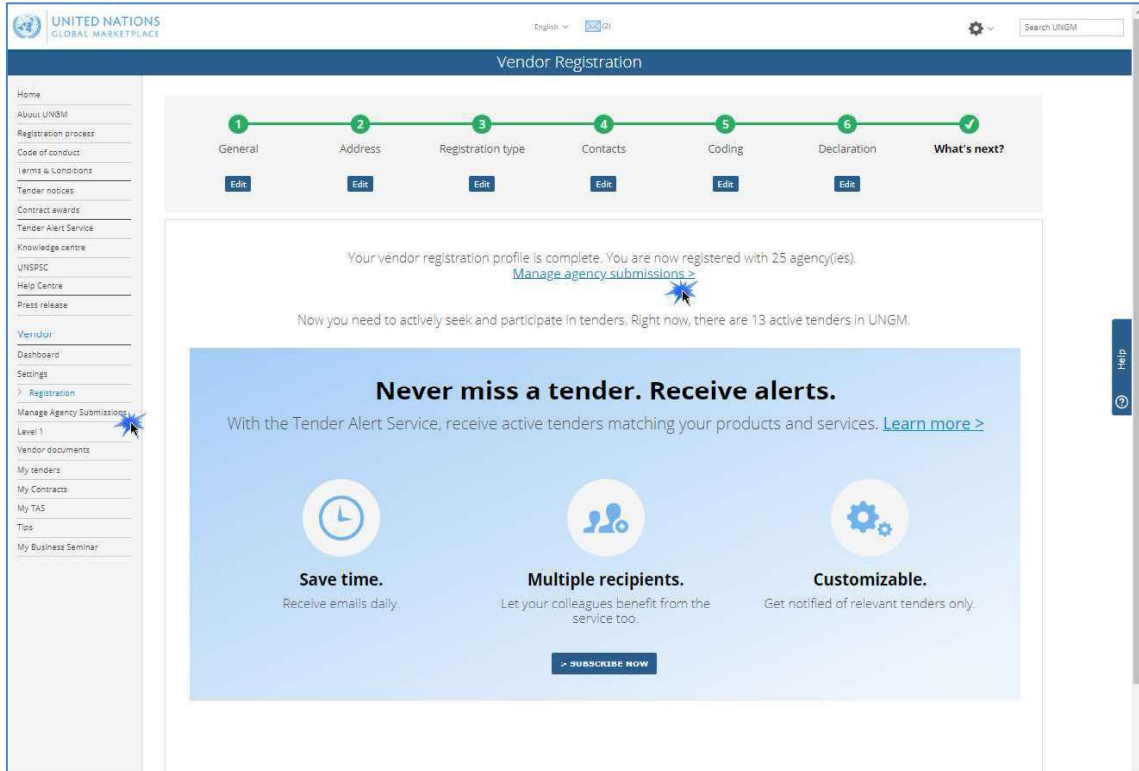 UNITED NATIONS
GLOBAL MARKETPLACE
English
(2)
Search UNGM
Vendor Registration
Home
About UNGM
Registration process
Code of conduct
Terms & Conditions
Tender notices
Contract awards
Tender Alert Service
Knowledge centre
UNSPSC
Help Centre
Press release
Vendor
Dashboard
Settings
> Registration
Manage Agency Submissions
Level 1
Vendor documents
My tenders
My Contracts
My TAS
Tips
My Business Seminar
1 2 3 4 5 6
General Address Registration type Contacts Coding Declaration What's next?
Edit Edit Edit Edit Edit Edit
Your vendor registration profile is complete. You are now registered with 25 agency(ies).
Manage agency submissions >
Now you need to actively seek and participate in tenders. Right now, there are 13 active tenders in UNGM.
Never miss a tender. Receive alerts.
With the Tender Alert Service, receive active tenders matching your products and services. Learn more >
Save time. Multiple recipients. Customizable.
Receive emails daily. Let your colleagues benefit from the Get notified of relevant tenders only.
service too.
> SUBSCRIBE NOW
Help
?